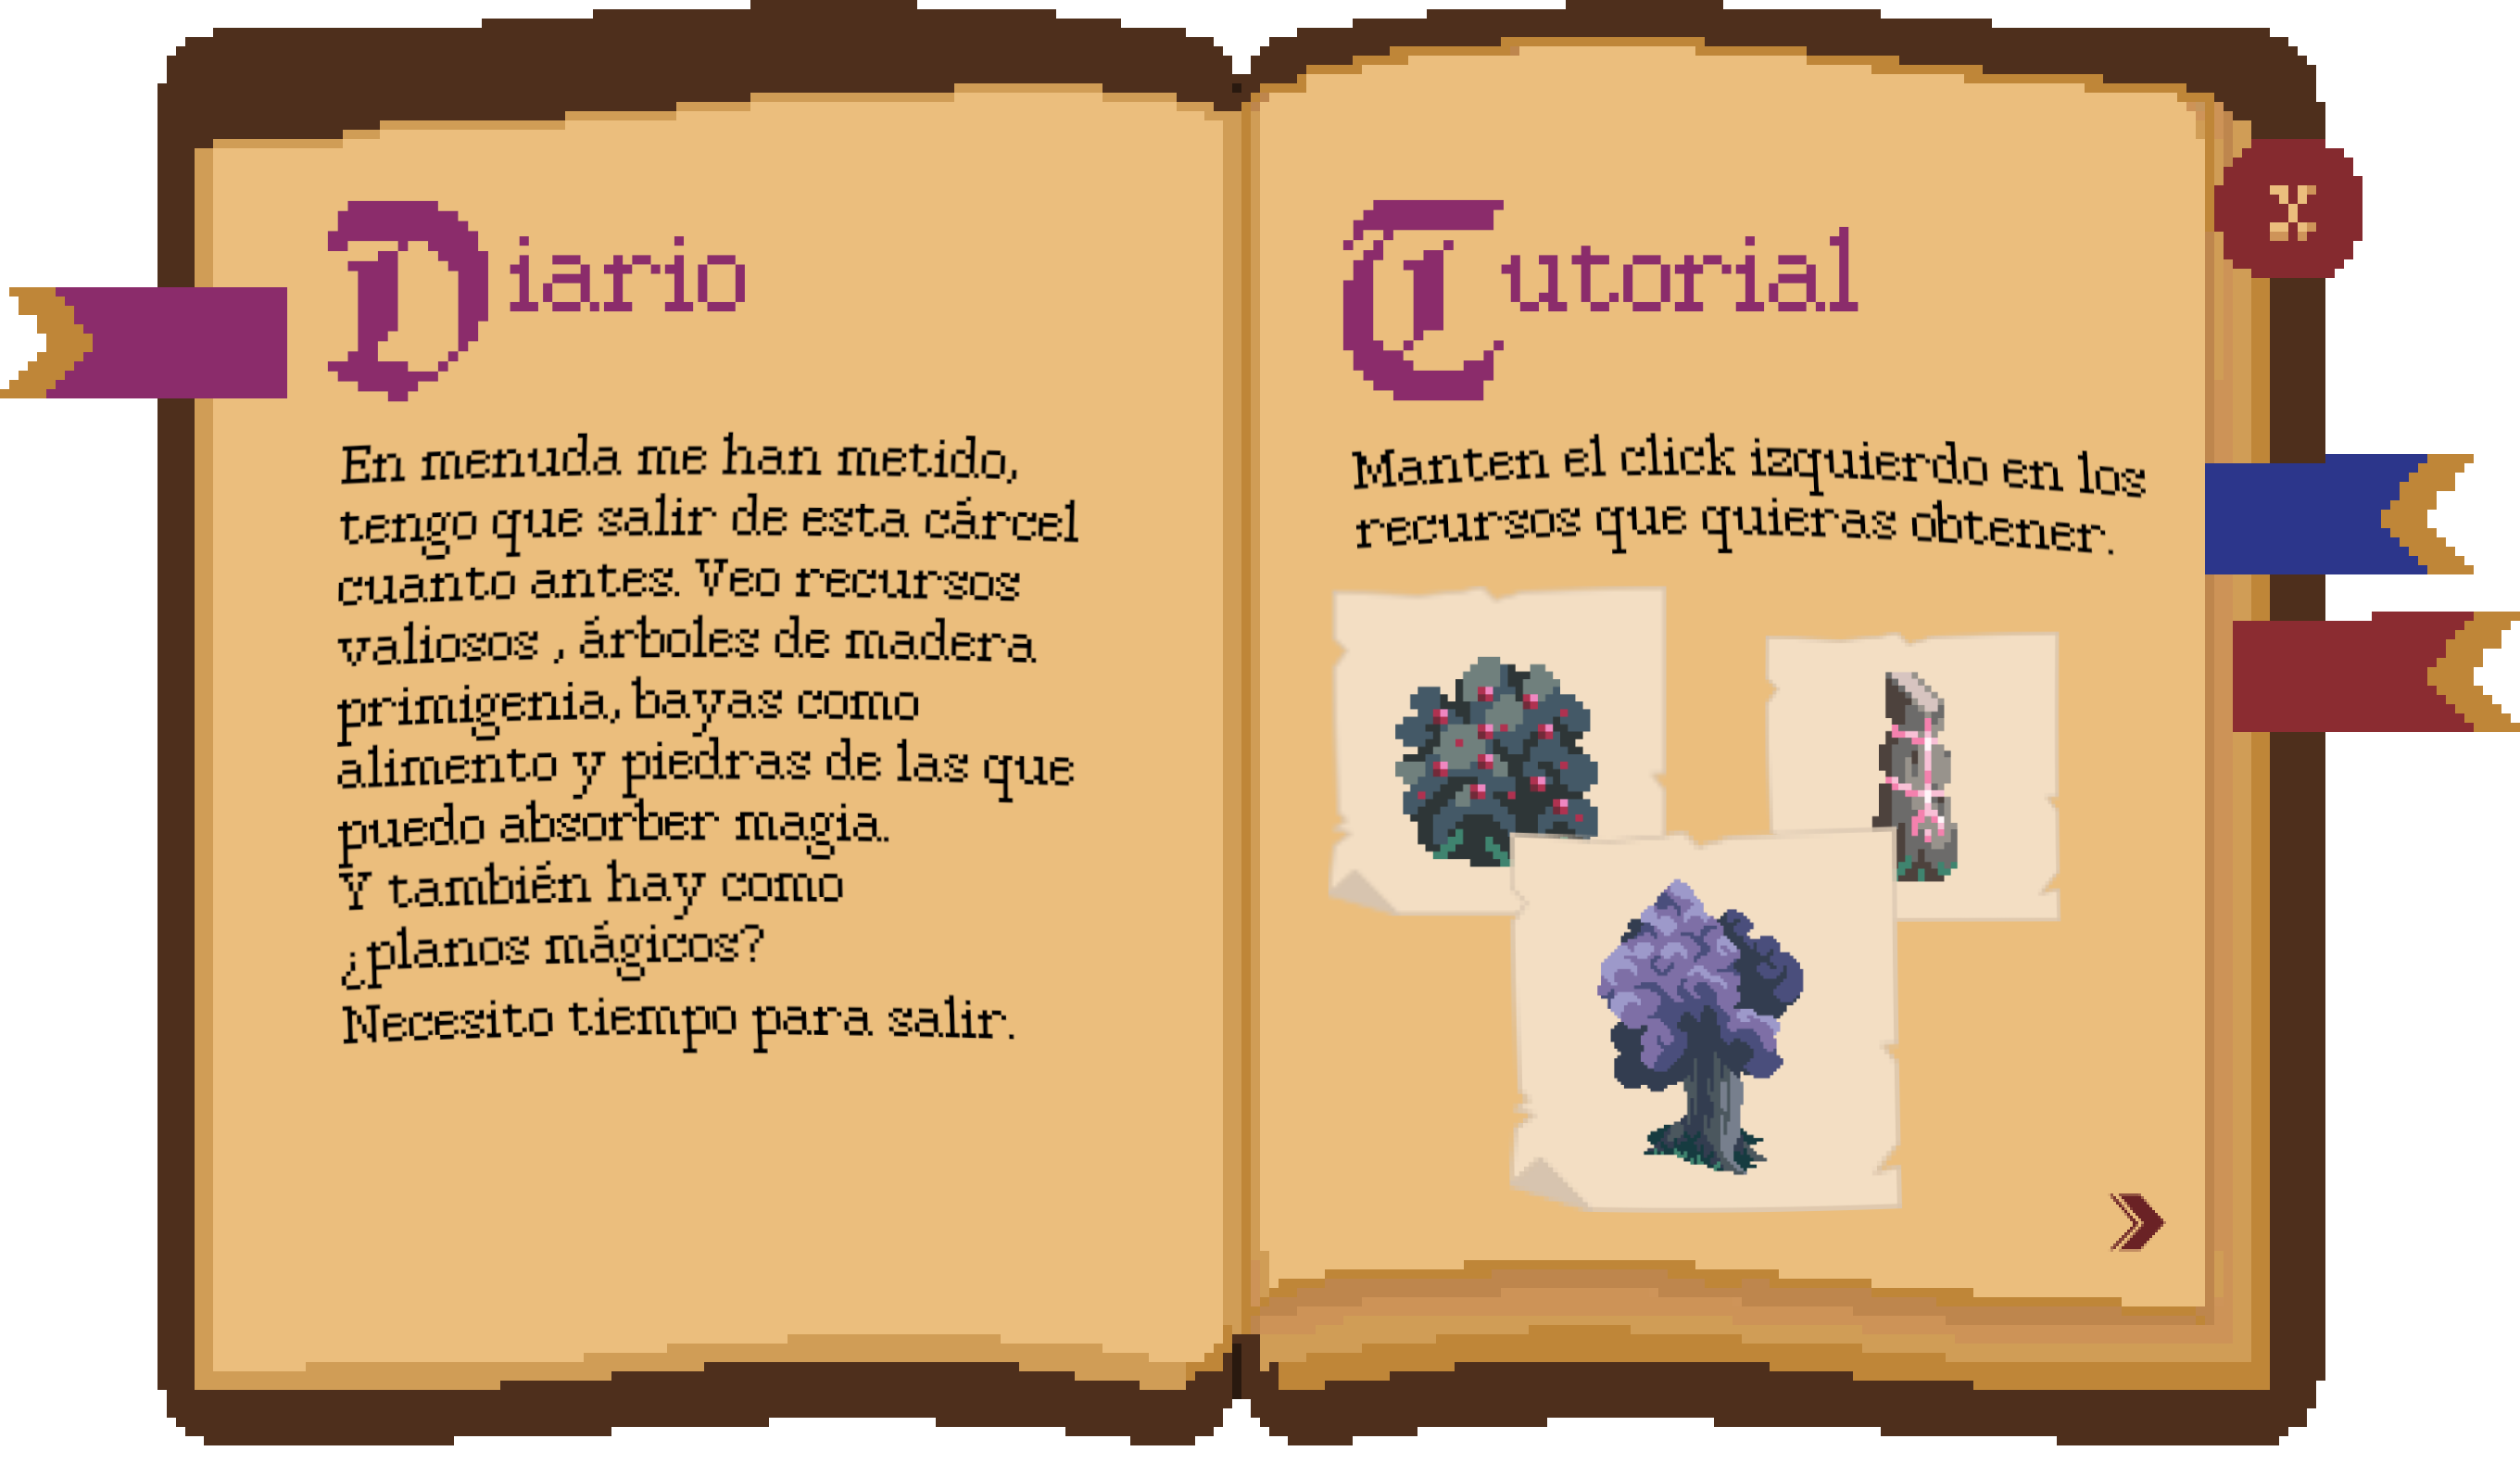 Diario
En menuda me han metido,
tengo que salir de esta cárcel
cuanto antes. Veo recursos
valiosos , árboles de madera
primigenia, bayas como
alimento y piedras de las que
puedo absorber magia.
Y también hay como
¿planos mágicos?
Necesito tiempo para salir.
Tutorial
X
Manten el click izquierdo en los
recursos que quieras obtener.